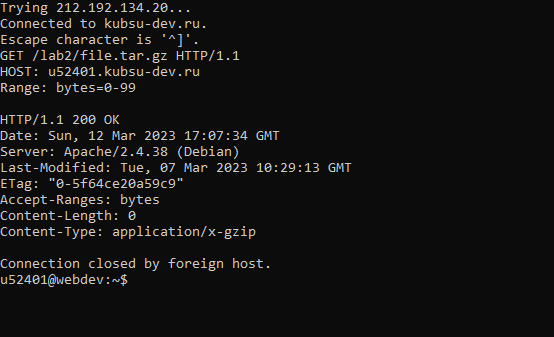 Trying 212.192.134.20...
Connected to kubsu-dev.ru.
Escape character is '^]'.
GET /lab2/file.tar.gz HTTP/1.1
HOST: u52401.kubsu-dev.ru
Range: bytes=0-99

HTTP/1.1 200 OK
Date: Sun, 12 Mar 2023 17:07:34 GMT
Server: Apache/2.4.38 (Debian)
Last-Modified: Tue, 07 Mar 2023 10:29:13 GMT
ETag: "0-5f64ce20a59c9"
Accept-Ranges: bytes
Content-Length: 0
Content-Type: application/x-gzip

Connection closed by foreign host.
u52401@webdev:~$